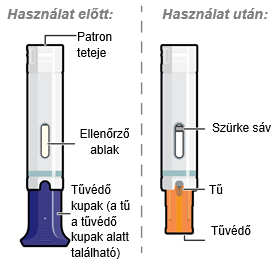 Használat előtt:
Patron
teteje
Ellenőrző
ablak
Tűvédő
kupak (a tű
a tűvédő
kupak alatt
található)
Használat után:
Szürke sáv
Tű
Tűvédő